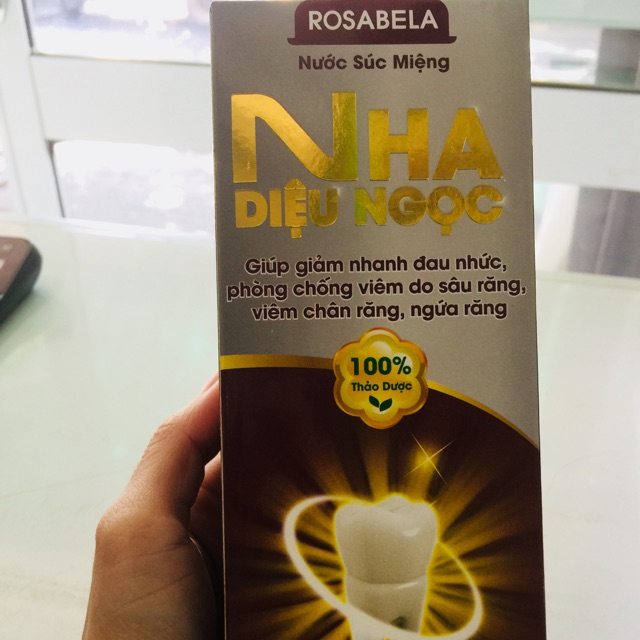 ROSABELA
Nước Súc Miệng
NHA
DIỆU NGỌC
Giúp giảm nhanh đau nhức,
phòng chống viêm do sâu răng,
viêm chân răng, ngứa răng
100%
Thảo Dược